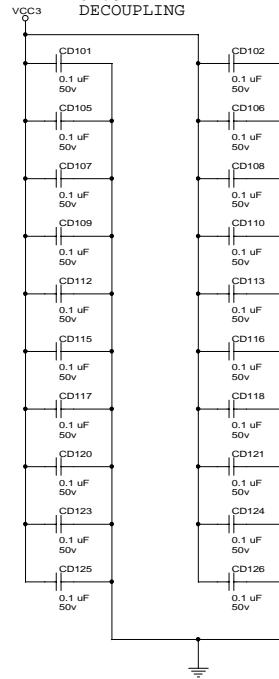 DECOUPLING
VCC3
CD101
0.1 uF
50v
CD105
0.1 uF
50v
CD107
0.1 uF
50v
CD109
0.1 uF
50v
CD112
0.1 uF
50v
CD115
0.1 uF
50v
CD117
0.1 uF
50v
CD120
0.1 uF
50v
CD123
0.1 uF
50v
CD125
0.1 uF
50v
CD102
0.1 uF
50v
CD106
0.1 uF
50v
CD108
0.1 uF
50v
CD110
0.1 uF
50v
CD113
0.1 uF
50v
CD116
0.1 uF
50v
CD118
0.1 uF
50v
CD121
0.1 uF
50v
CD124
0.1 uF
50v
CD126
0.1 uF
50v